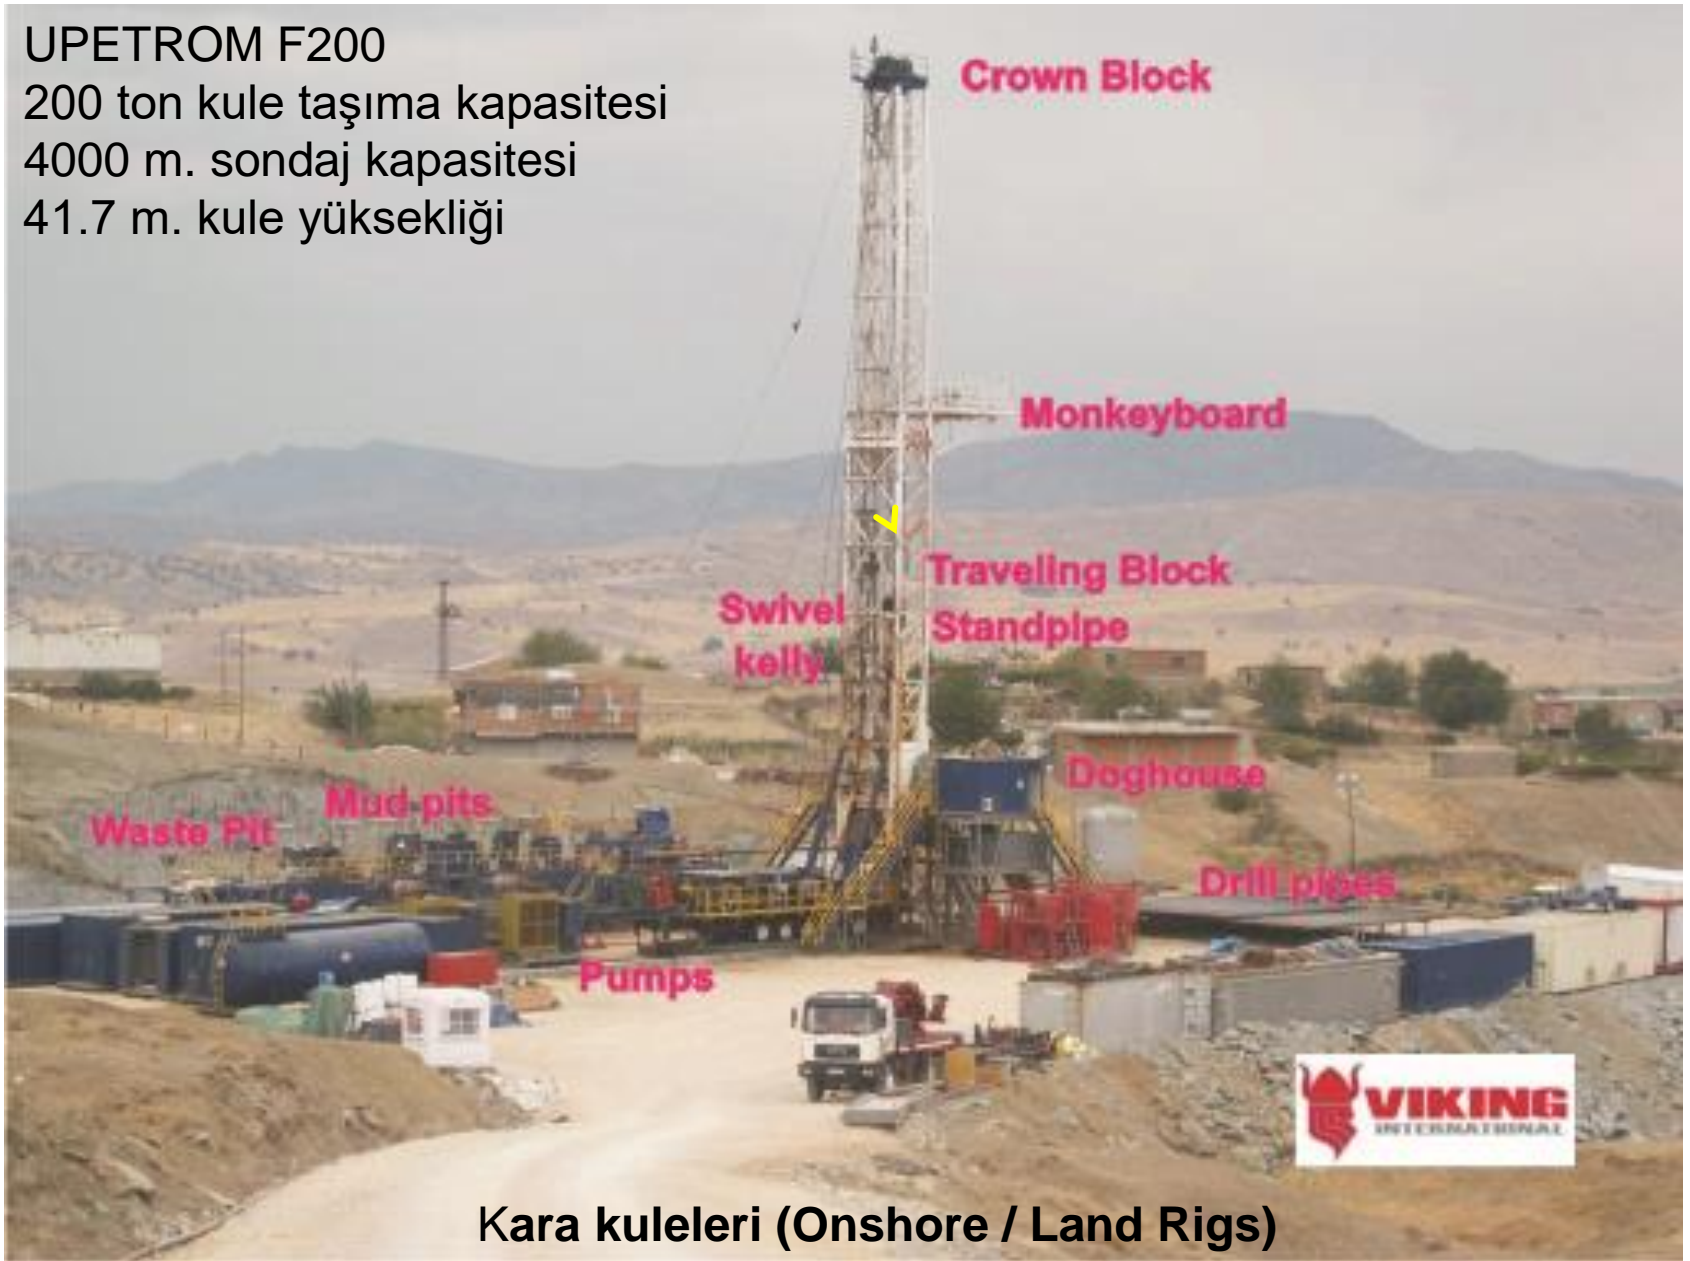 UPETROM F200
200 ton kule taşıma kapasitesi
4000 m. sondaj kapasitesi
41.7 m. kule yüksekliği
Crown Block
Monkeyboard
Traveling Block
Swivel
kelly
Standpipe
Doghouse
Mud pits
Waste Pit
Drill pipes
Pumps
VIKING
INTERNATIONAL
Kara kuleleri (Onshore / Land Rigs)